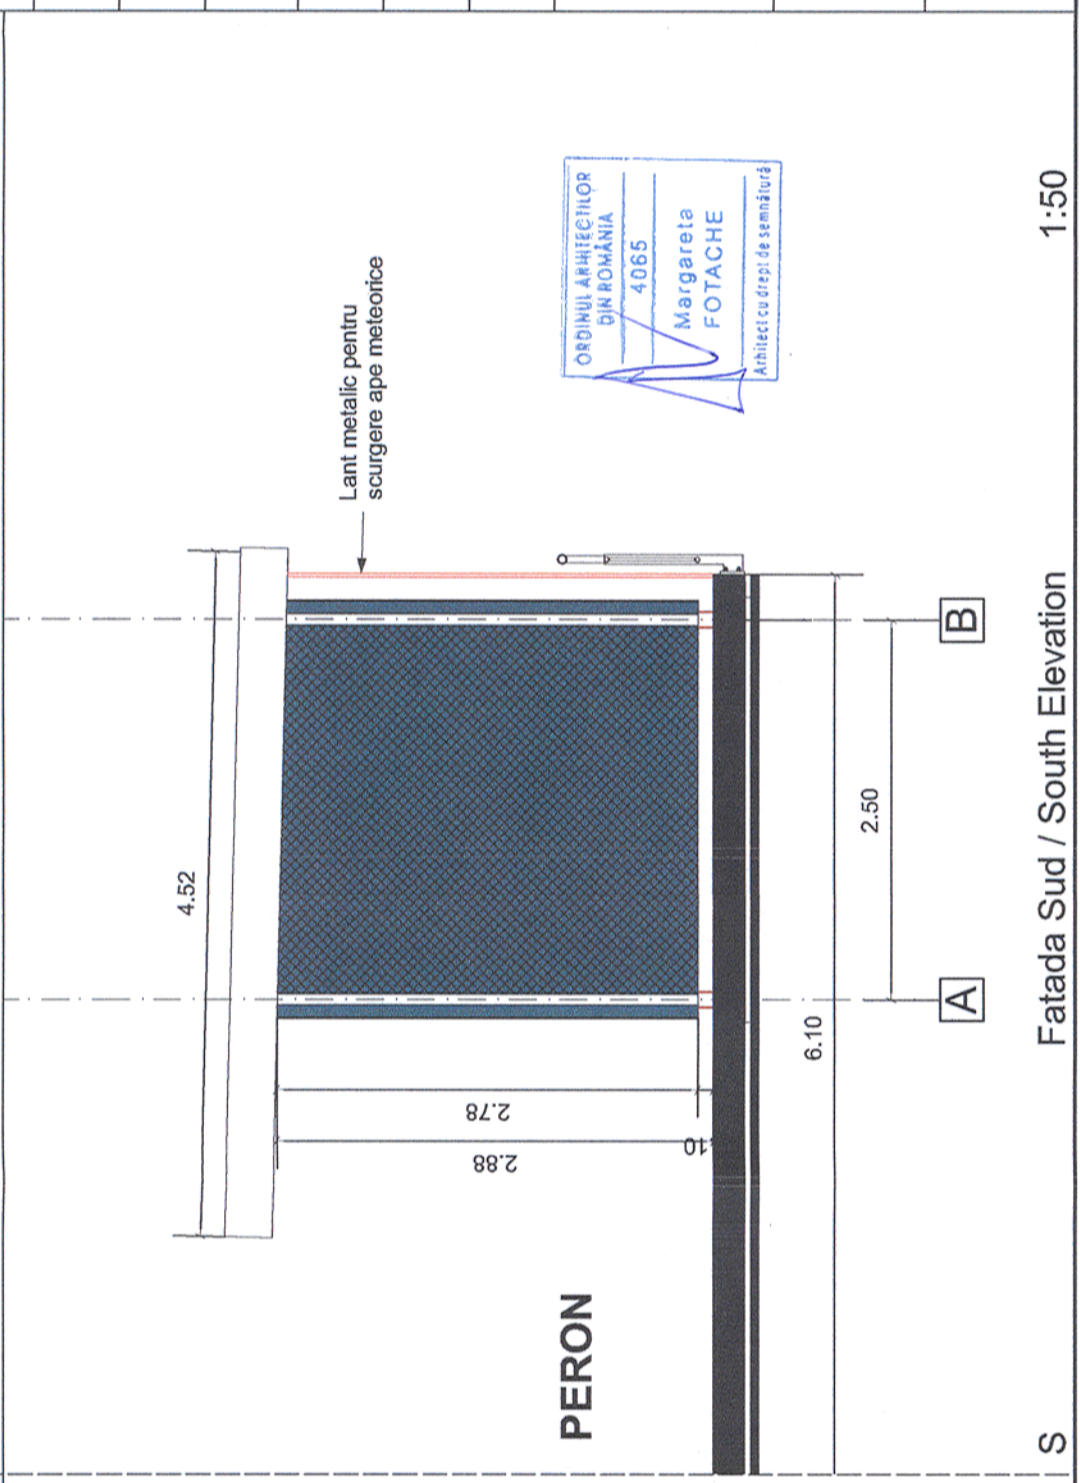 4.52
Lant metalic pentru
scurgere ape meteorice
ORDINUL ARHITECTILOR
DIN ROMÂNIA
4065
Margareta
FOTACHE
Arhitect cu drept de semnătură
2.78
2.88
10
PERON
6.10
2.50
A
B
S
Fatada Sud / South Elevation
1:50